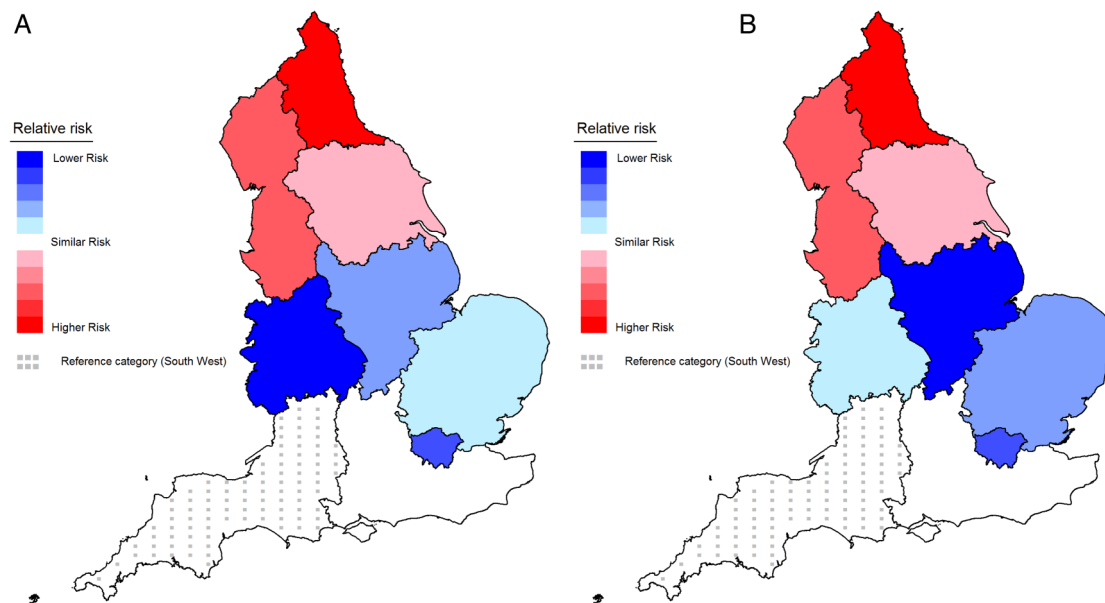 A
Relative risk
Lower Risk
Similar Risk
Higher Risk
Reference category (South West)
B
Relative risk
Lower Risk
Similar Risk
Higher Risk
Reference category (South West)